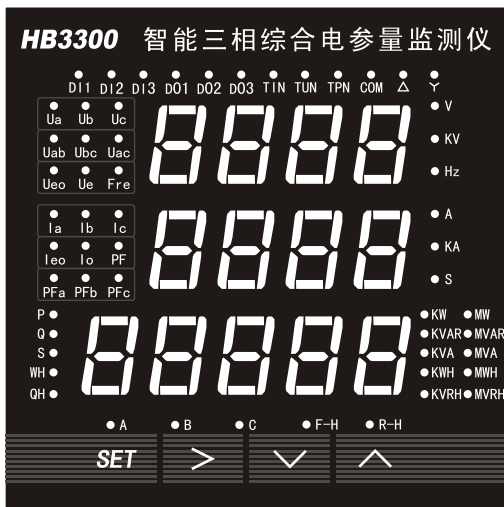 HB3300 智能三相综合电参量监测仪
DI1 DI2 DI3 DO1 DO2 DO3 TIN TUN TPN COM △ Y
Ua Ub Uc
8888
V
Uab Ubc Uac
KV
Ueo Ue Fre
Hz
Ia Ib Ic
8888
A
Ieo Io PF
KA
PFa PFb PFc
S
P
88888
KW MW
Q
KVAR MVAR
S
KVA MVA
WH
KWH MWH
QH
KVRH MVRH
A B C F-H R-H
SET > ∨ ∧